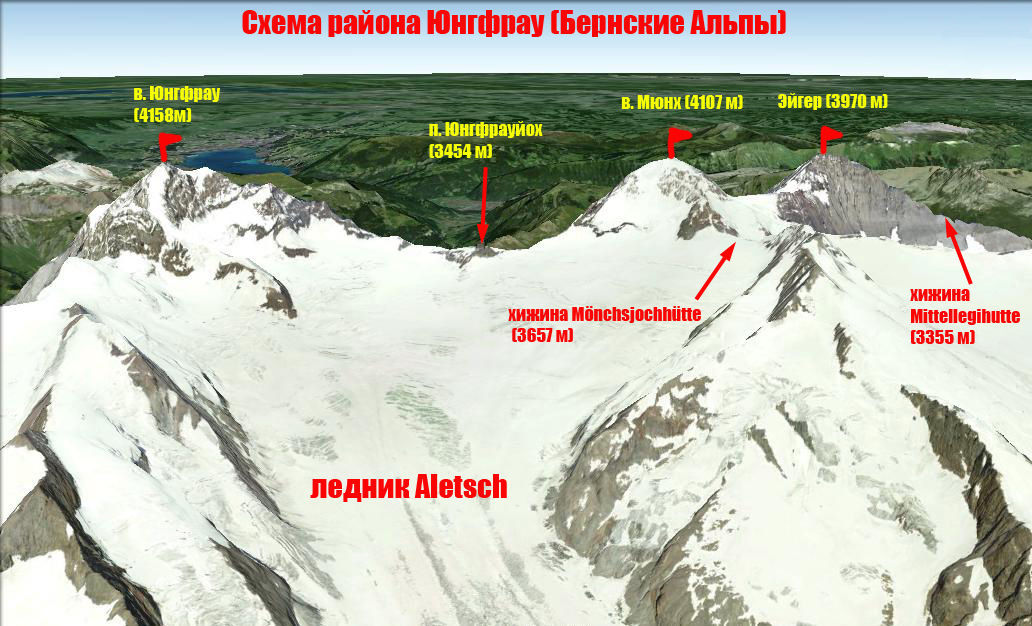 Схема района Юнгфрау (Бернские Альпы)
в. Юнгфрау
(4158м)
п. Юнгфрауйох
(3454 м)
в. Мюнх (4107 м)
Эйгер (3970 м)
хижина Mönchsjochhütte
(3657 м)
хижина
Mittellegihutte
(3355 м)
ледник Aletsch